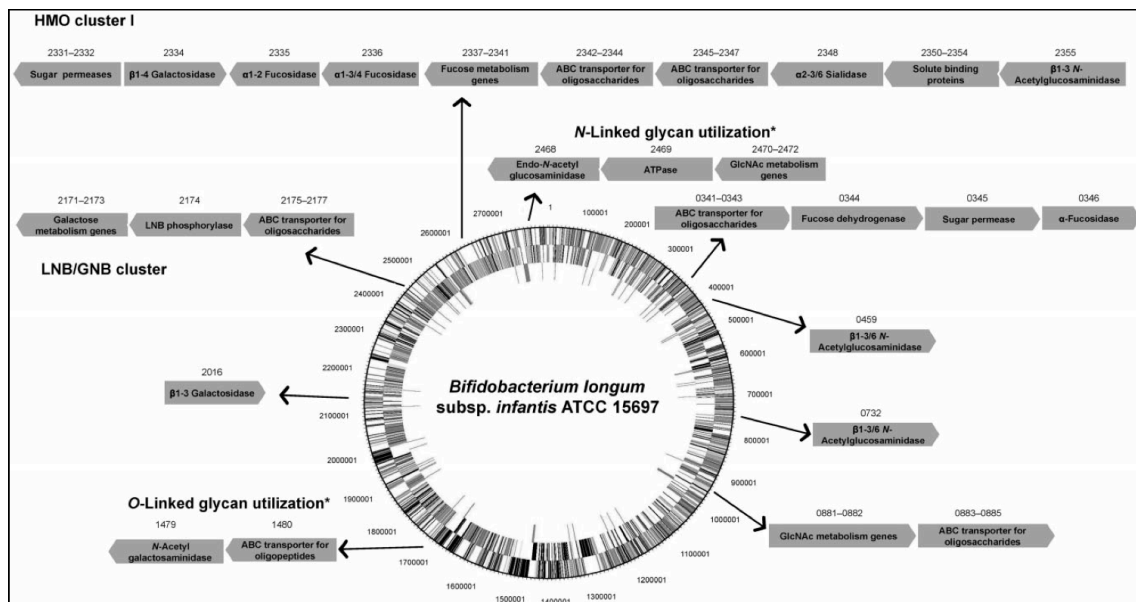 HMO cluster I
2331–2332
2334
2335
2336
2337–2341
2342–2344
2345–2347
2348
2350–2354
2355
Sugar permeases
β1-4 Galactosidase
α1-2 Fucosidase
α1-3/4 Fucosidase
Fucose metabolism
genes
ABC transporter for
oligosaccharides
ABC transporter for
oligosaccharides
α2-3/6 Sialidase
Solute binding
proteins
β1-3 N-
Acetylglucosaminidase
N-Linked glycan utilization*
2468
2469
2470–2472
Endo-N-acetyl
glucosaminidase
ATPase
GlcNAc metabolism
genes
2171–2173
2174
2175–2177
Galactose
metabolism genes
LNB phosphorylase
ABC transporter for
oligosaccharides
LNB/GNB cluster
0341–0343
0344
0345
0346
ABC transporter for
oligosaccharides
Fucose dehydrogenase
Sugar permease
α-Fucosidase
0459
β1-3/6 N-
Acetylglucosaminidase
0732
β1-3/6 N-
Acetylglucosaminidase
0881–0882
0883–0885
GlcNAc metabolism genes
ABC transporter for
oligosaccharides
2016
β1-3 Galactosidase
O-Linked glycan utilization*
1479
1480
N-Acetyl
galactosaminidase
ABC transporter for
oligopeptides
Bifidobacterium longum
subsp. infantis ATCC 15697
1
100001
200001
300001
400001
500001
600001
700001
800001
900001
1000001
1100001
1200001
1300001
1400001
1500001
1600001
1700001
1800001
1900001
2000001
2100001
2200001
2300001
2400001
2500001
2600001
2700001